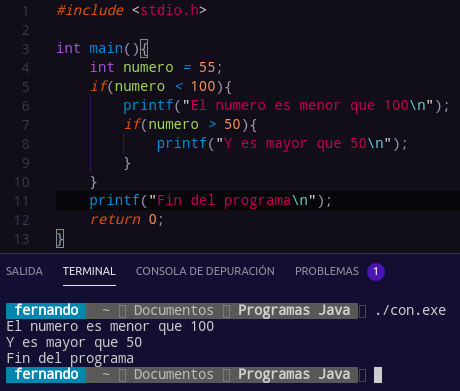 1 #include <stdio.h>
2
3 int main(){
4 int numero = 55;
5 if(numero < 100){
6 printf("El numero es menor que 100\n");
7 if(numero > 50){
8 printf("Y es mayor que 50\n");
9 }
10 }
11 printf("Fin del programa\n");
12 return 0;
13 }
SALIDA TERMINAL CONSOLA DE DEPURACIÓN PROBLEMAS 1
fernando ~ Documentos Programas Java ./con.exe
El numero es menor que 100
Y es mayor que 50
Fin del programa
fernando ~ Documentos Programas Java